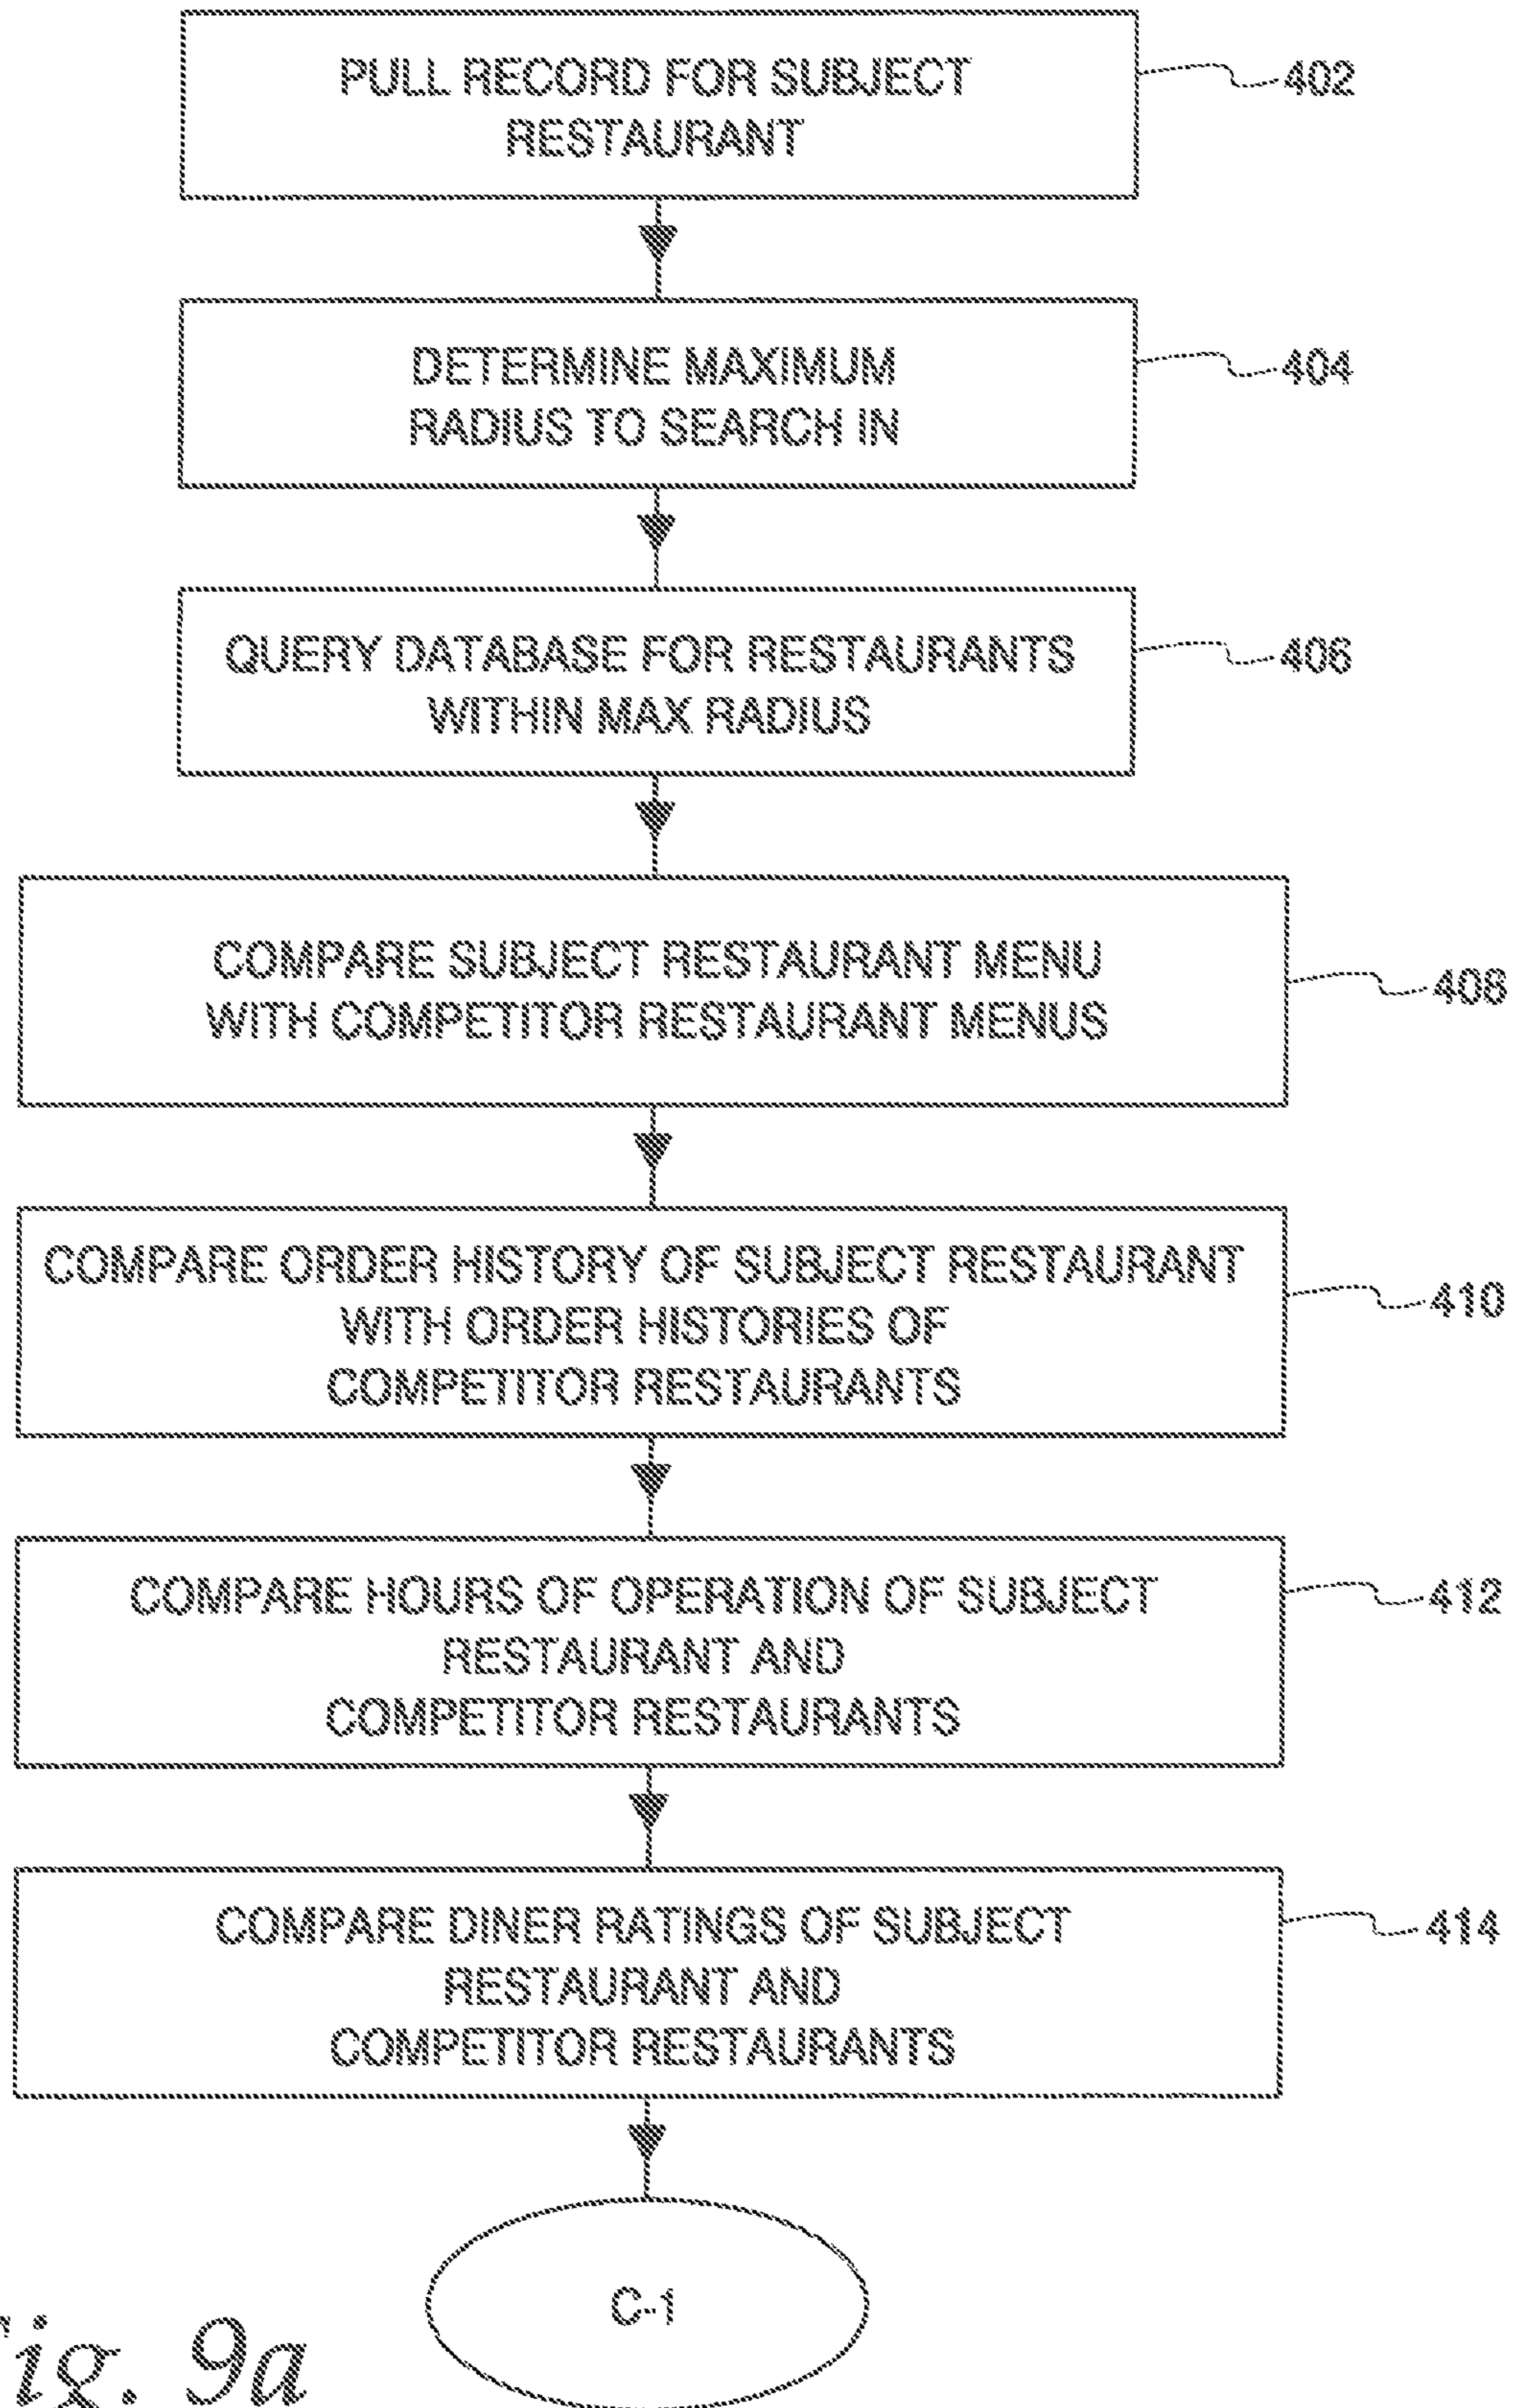 PULL RECORD FOR SUBJECT
RESTAURANT
402
DETERMINE MAXIMUM
RADIUS TO SEARCH IN
404
QUERY DATABASE FOR RESTAURANTS
WITHIN MAX RADIUS
406
COMPARE SUBJECT RESTAURANT MENU
WITH COMPETITOR RESTAURANT MENUS
408
COMPARE ORDER HISTORY OF SUBJECT RESTAURANT
WITH ORDER HISTORIES OF
COMPETITOR RESTAURANTS
410
COMPARE HOURS OF OPERATION OF SUBJECT
RESTAURANT AND
COMPETITOR RESTAURANTS
412
COMPARE DINER RATINGS OF SUBJECT
RESTAURANT AND
COMPETITOR RESTAURANTS
414
C-1
Fig. 9a